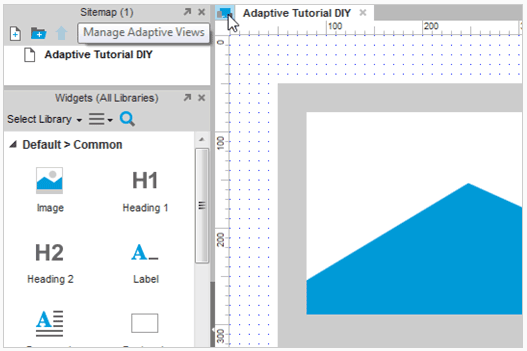 Sitemap (1)
Adaptive Tutorial DIY
Manage Adaptive Views
100
200
Adaptive Tutorial DIY
Widgets (All Libraries)
Select Library
Default > Common
Image
H1
Heading 1
H2
Heading 2
A_
Label
A
0
100
200
300